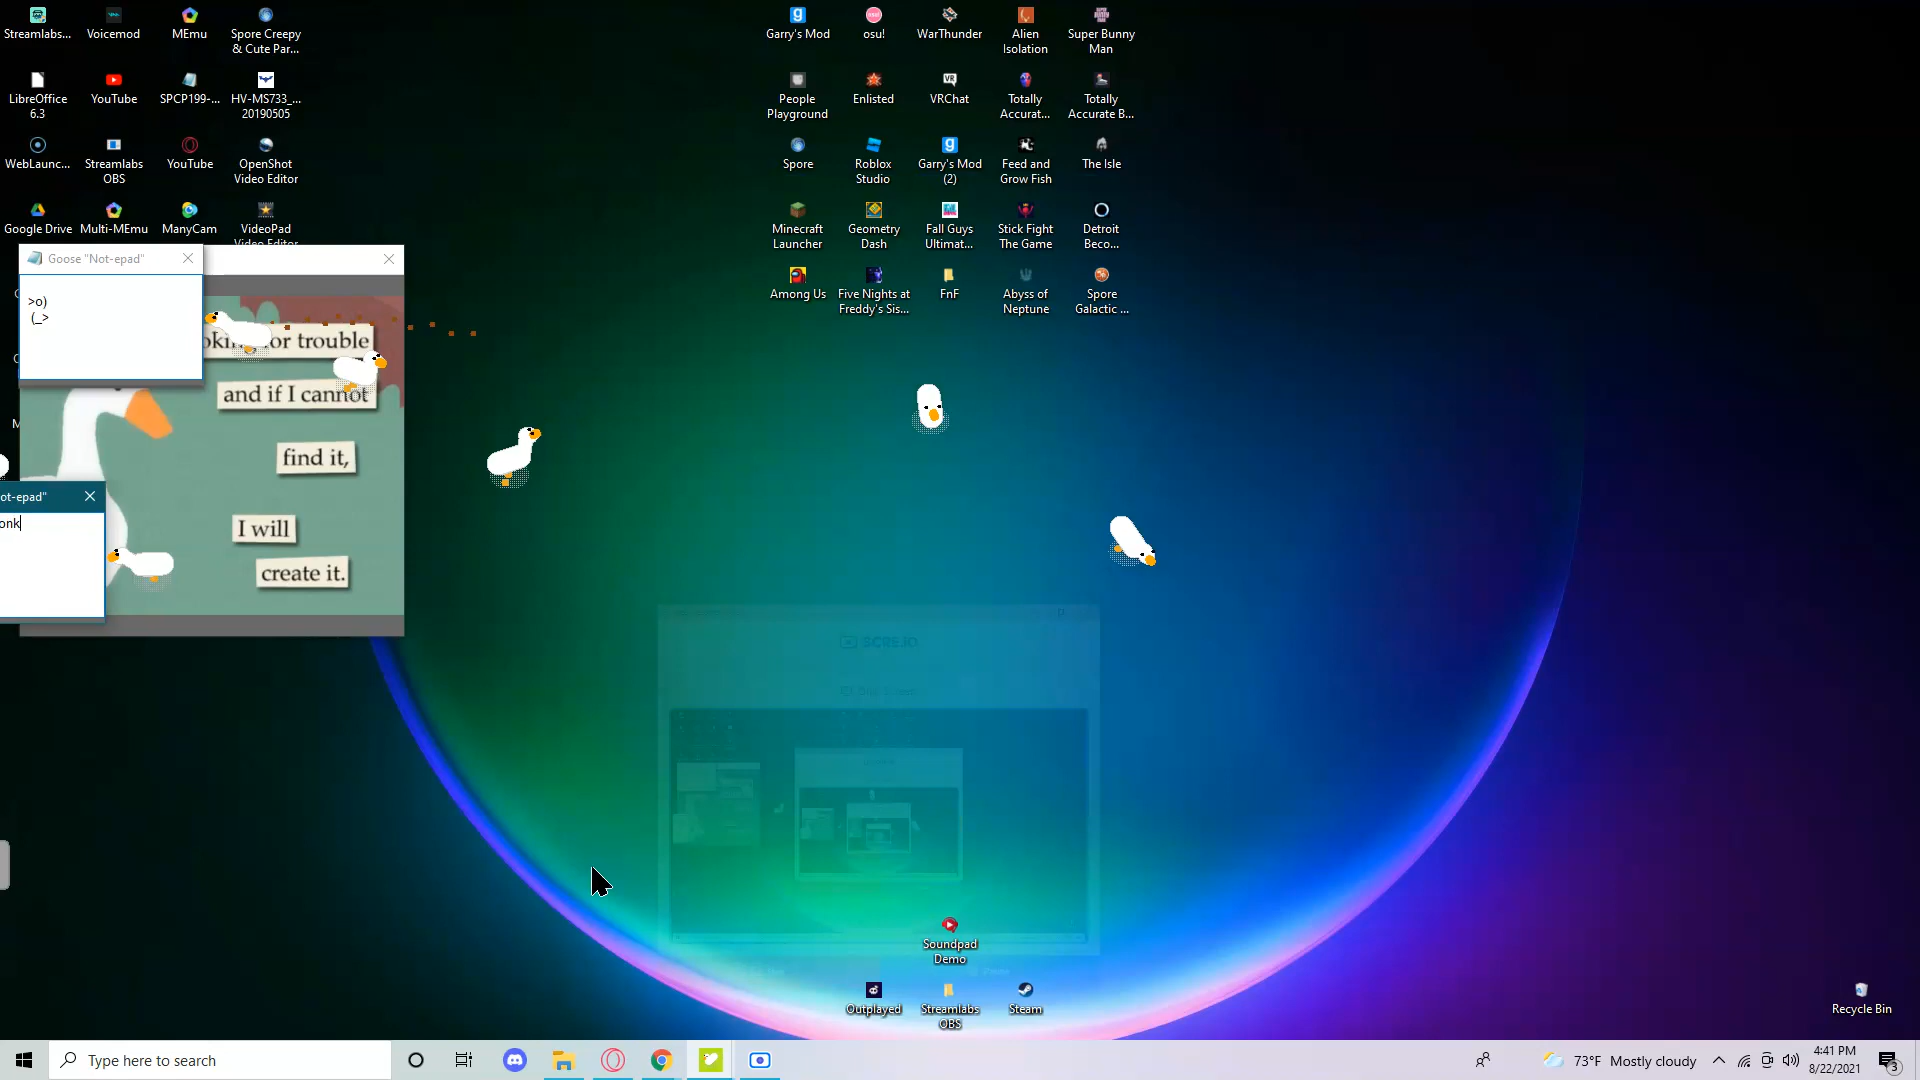 Streamlabs...
Voicemod
MEmu
Spore Creepy
& Cute Par...
Garry's Mod
osu!
WarThunder
Alien
Isolation
Super Bunny
Man
LibreOffice
6.3
YouTube
SPCP199-...
HV-MS733_...
20190505
People
Playground
Enlisted
VRChat
Totally
Accurat...
Totally
Accurate B...
WebLaunc...
Streamlabs
OBS
YouTube
OpenShot
Video Editor
Spore
Roblox
Studio
Garry's Mod
(2)
Feed and
Grow Fish
The Isle
Google Drive
Multi-MEmu
ManyCam
VideoPad
Video Editor
Minecraft
Launcher
Geometry
Dash
Fall Guys
Ultimat...
Stick Fight
The Game
Detroit
Beco...
Among Us
Five Nights at
Freddy's Sis...
FnF
Abyss of
Neptune
Spore
Galactic ...
Goose "Not-epad"
>o)
(_>
or trouble
and if I cannot
find it,
I will
create it.
ot-epad"
onk
SCRE.IO
Soundpad
Demo
Outplayed
Streamlabs
OBS
Steam
Recycle Bin
Type here to search
73°F Mostly cloudy
4:41 PM
8/22/2021
3